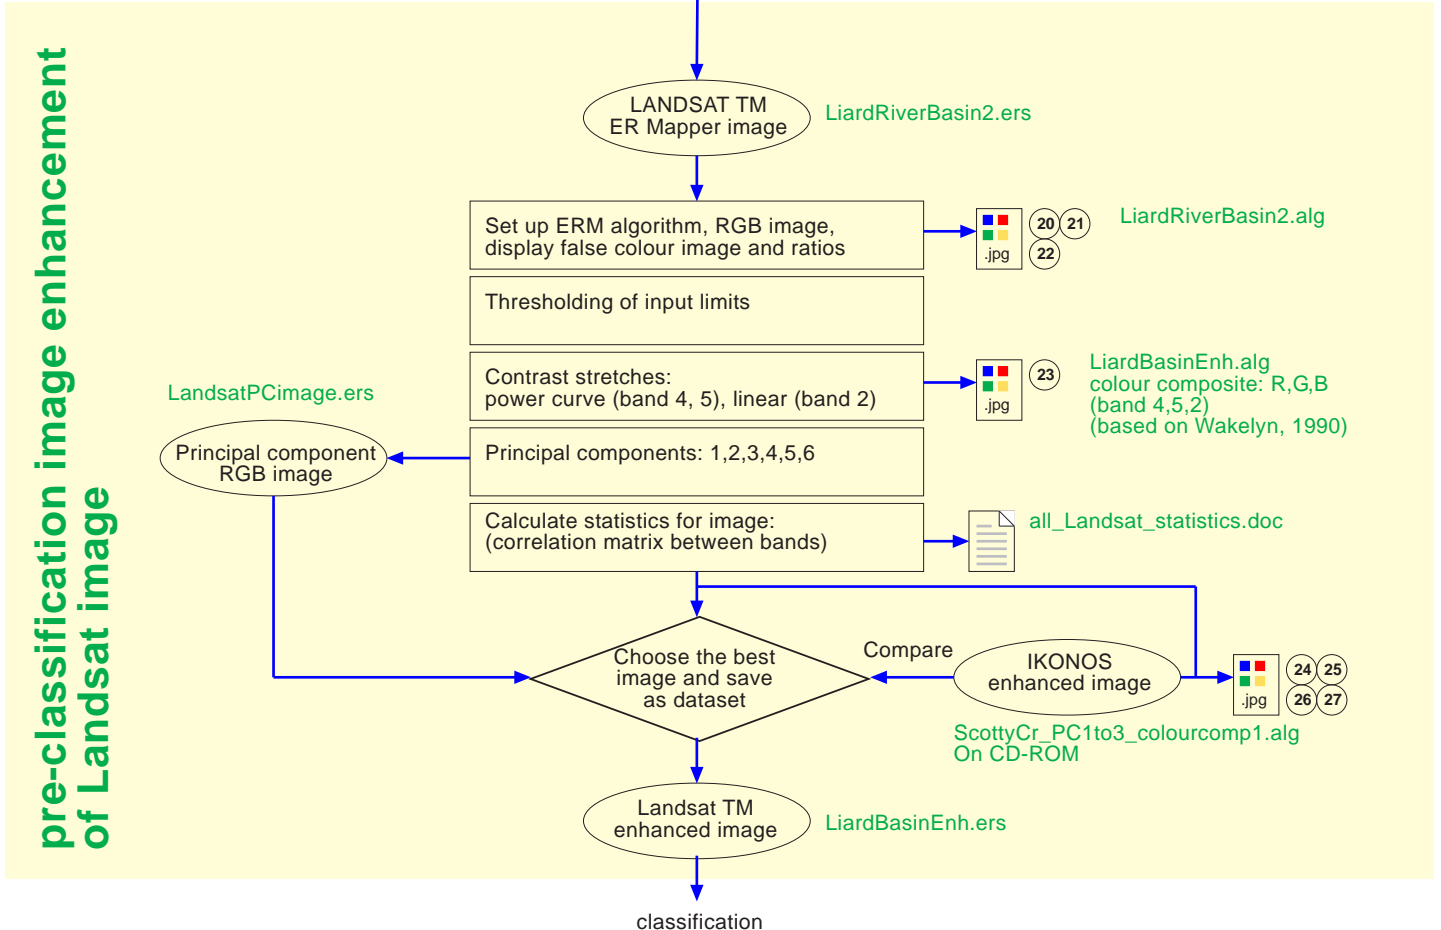 pre-classification image enhancement
of Landsat image
LANDSAT TM
ER Mapper image
LiardRiverBasin2.ers
Set up ERM algorithm, RGB image,
display false colour image and ratios
.jpg
20 21
22
LiardRiverBasin2.alg
Thresholding of input limits
Contrast stretches:
power curve (band 4, 5), linear (band 2)
.jpg
23
LiardBasinEnh.alg
colour composite: R,G,B
(band 4,5,2)
(based on Wakelyn, 1990)
LandsatPCimage.ers
Principal component
RGB image
Principal components: 1,2,3,4,5,6
Calculate statistics for image:
(correlation matrix between bands)
all_Landsat_statistics.doc
Choose the best
image and save
as dataset
Compare
IKONOS
enhanced image
.jpg
24 25
26 27
ScottyCr_PC1to3_colourcomp1.alg
On CD-ROM
Landsat TM
enhanced image
LiardBasinEnh.ers
classification